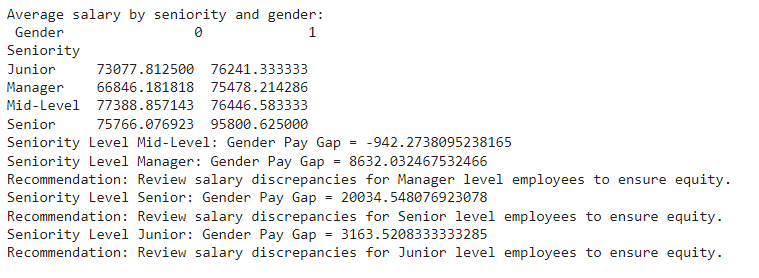 Average salary by seniority and gender:
Gender 0 1
Seniority
Junior 73077.812500 76241.333333
Manager 66846.181818 75478.214286
Mid-Level 77388.857143 76446.583333
Senior 75766.076923 95800.625000
Seniority Level Mid-Level: Gender Pay Gap = -942.2738095238165
Seniority Level Manager: Gender Pay Gap = 8632.032467532466
Recommendation: Review salary discrepancies for Manager level employees to ensure equity.
Seniority Level Senior: Gender Pay Gap = 20034.548076923078
Recommendation: Review salary discrepancies for Senior level employees to ensure equity.
Seniority Level Junior: Gender Pay Gap = 3163.5208333333285
Recommendation: Review salary discrepancies for Junior level employees to ensure equity.